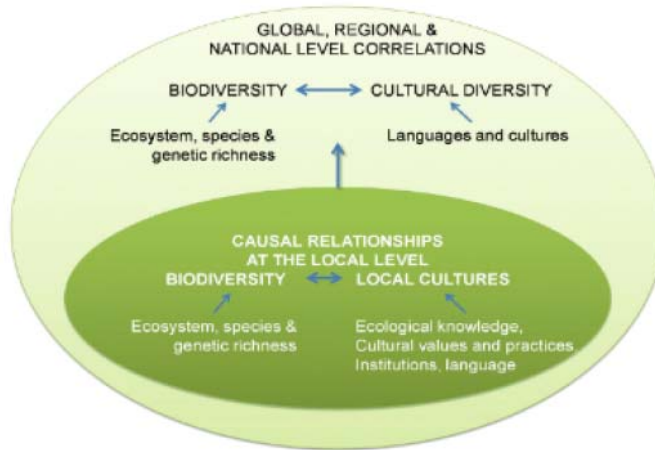 GLOBAL, REGIONAL &
NATIONAL LEVEL CORRELATIONS
BIODIVERSITY
CULTURAL DIVERSITY
Ecosystem, species &
genetic richness
Languages and cultures
CAUSAL RELATIONSHIPS
AT THE LOCAL LEVEL
BIODIVERSITY
LOCAL CULTURES
Ecosystem, species &
genetic richness
Ecological knowledge,
Cultural values and practices
Institutions, language